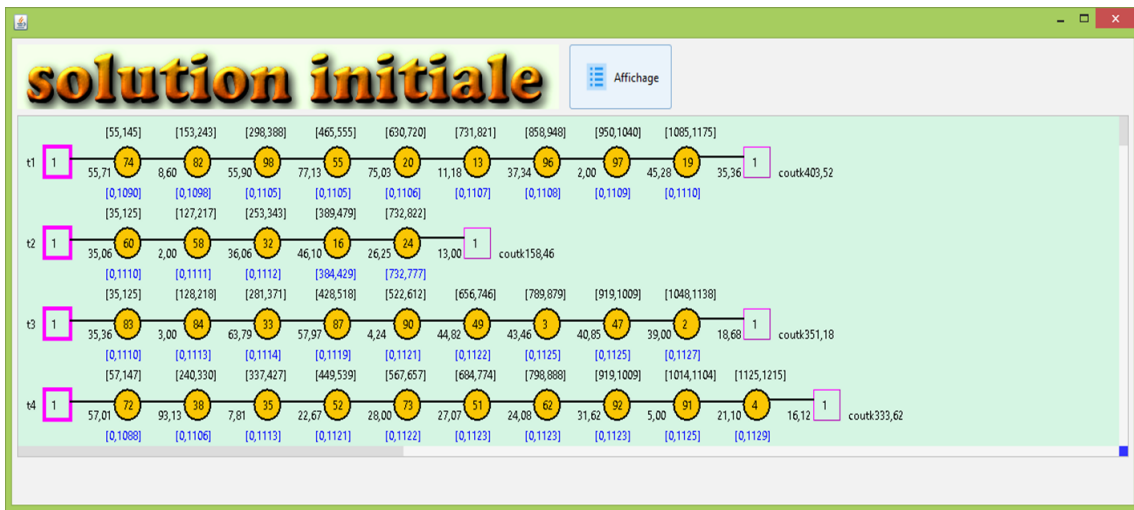 solution initiale
Affichage
[55,145] [153,243] [298,388] [465,555] [630,720] [731,821] [858,948] [950,1040] [1085,1175]
t1 1 55,71 74 8,60 82 55,90 98 77,13 55 75,03 20 11,18 13 37,34 96 2,00 97 45,28 19 35,36 1 coutk403,52
[0,1090] [0,1098] [0,1105] [0,1105] [0,1106] [0,1107] [0,1108] [0,1109] [0,1110]
[35,125] [127,217] [253,343] [389,479] [732,822]
t2 1 35,06 60 2,00 58 36,06 32 46,10 16 26,25 24 13,00 1 coutk158,46
[0,1110] [0,1111] [0,1112] [384,429] [732,777]
[35,125] [128,218] [281,371] [428,518] [522,612] [656,746] [789,879] [919,1009] [1048,1138]
t3 1 35,36 83 3,00 84 63,79 33 57,97 87 4,24 90 44,82 49 43,46 3 40,85 47 39,00 2 18,68 1 coutk351,18
[0,1110] [0,1113] [0,1114] [0,1119] [0,1121] [0,1122] [0,1125] [0,1125] [0,1127]
[57,147] [240,330] [337,427] [449,539] [567,657] [684,774] [798,888] [919,1009] [1014,1104] [1125,1215]
t4 1 57,01 72 93,13 38 7,81 35 22,67 52 28,00 73 27,07 51 24,08 62 31,62 92 5,00 91 21,10 4 16,12 1 coutk333,62
[0,1088] [0,1106] [0,1113] [0,1121] [0,1122] [0,1123] [0,1123] [0,1123] [0,1125] [0,1129]